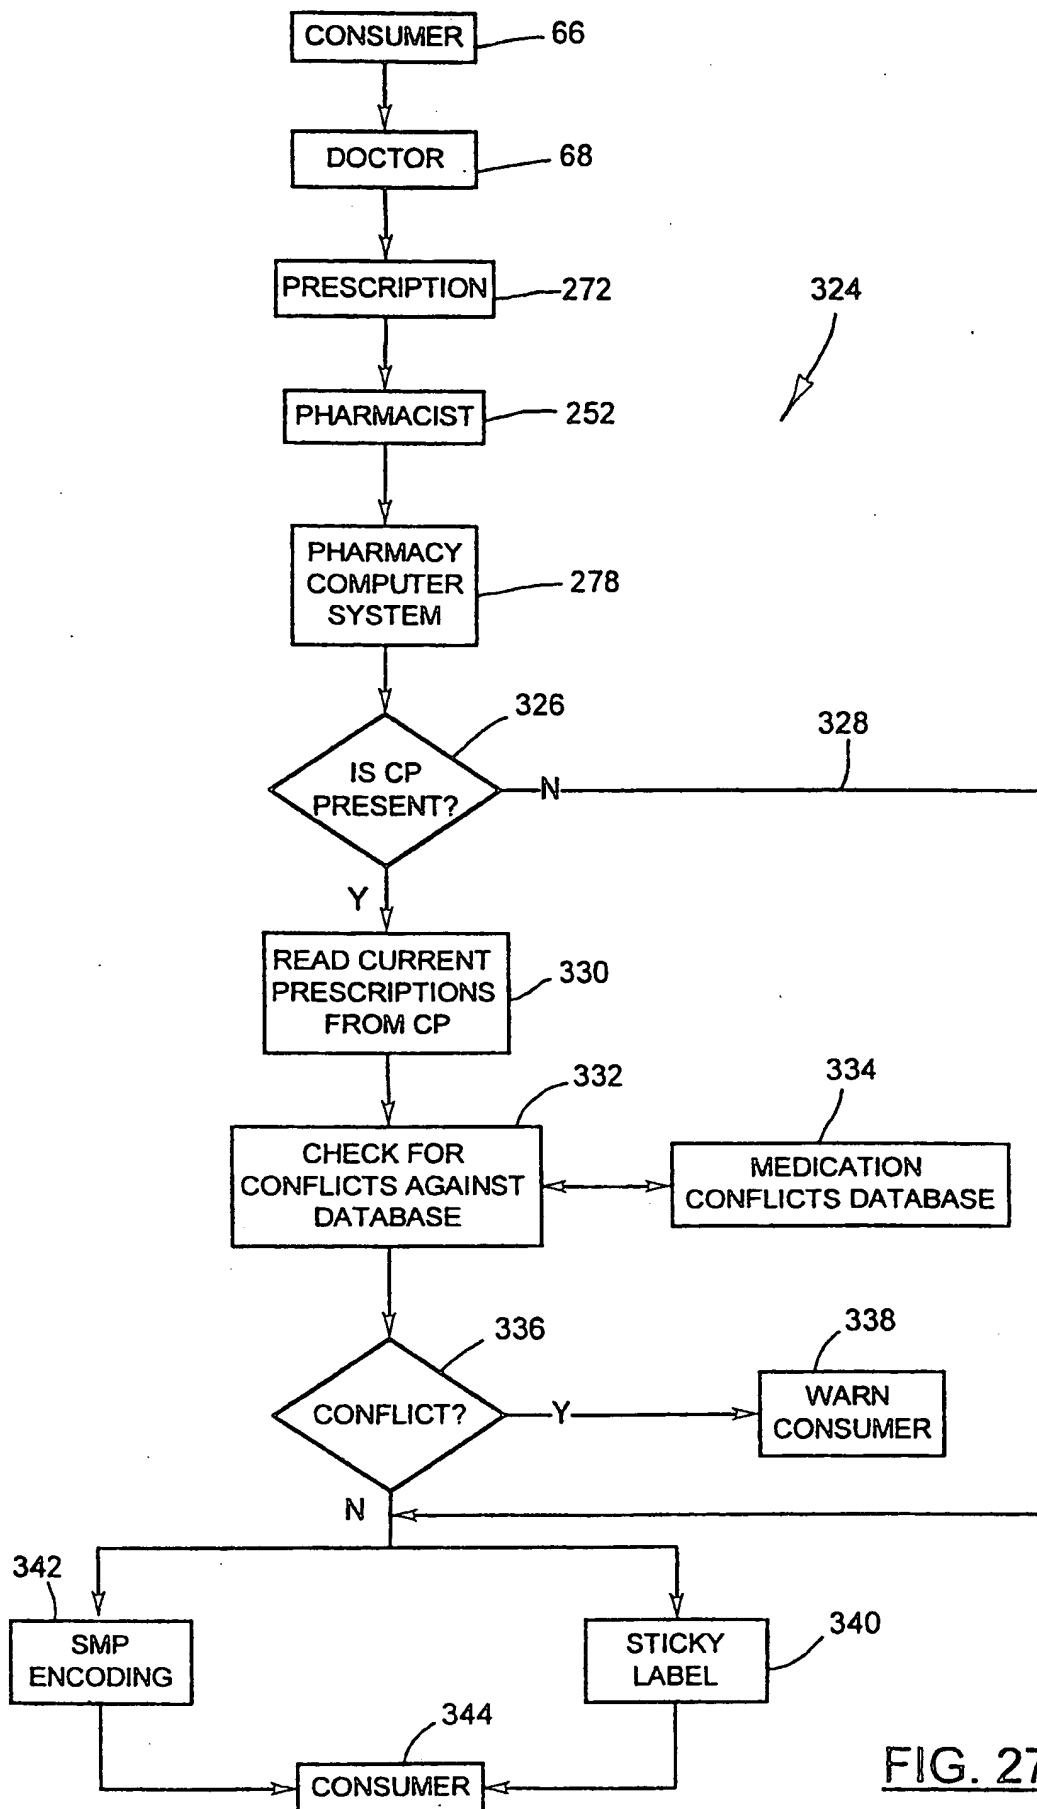 CONSUMER 66
DOCTOR 68
PRESCRIPTION 272
324
PHARMACIST 252
PHARMACY
COMPUTER
SYSTEM
278
326
328
IS CP
PRESENT?
N
Y
READ CURRENT
PRESCRIPTIONS
FROM CP
330
332
334
CHECK FOR
CONFLICTS AGAINST
DATABASE
MEDICATION
CONFLICTS DATABASE
336
338
CONFLICT?
Y
WARN
CONSUMER
N
342
SMP
ENCODING
STICKY
LABEL
340
344
CONSUMER
FIG. 27